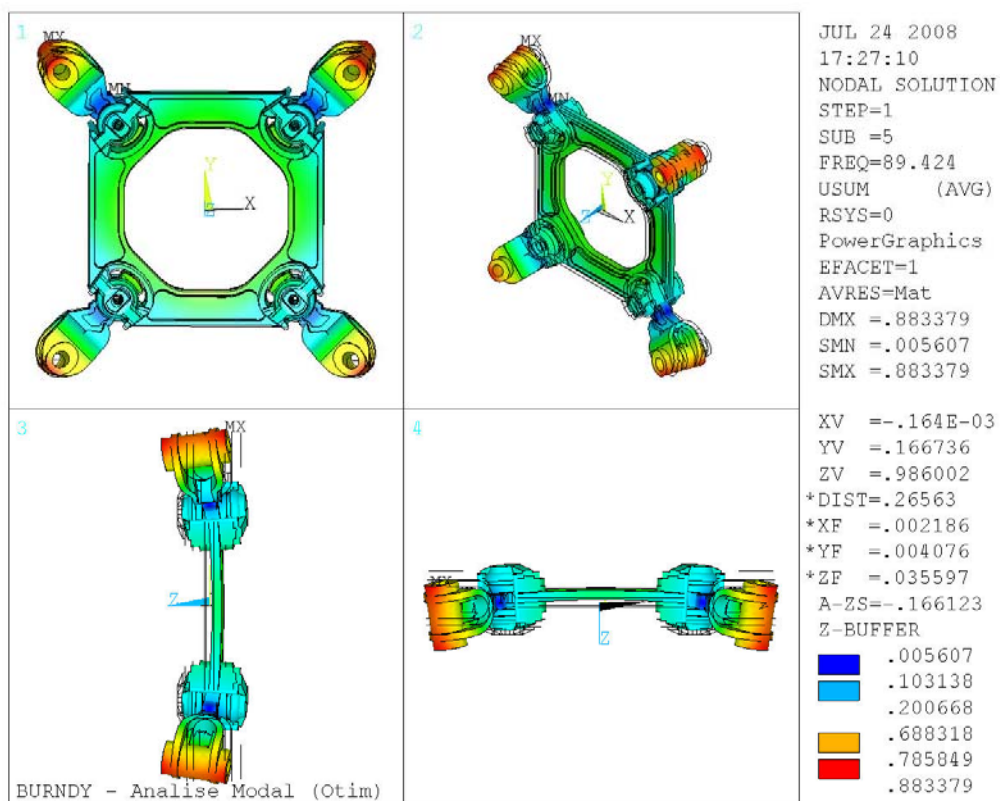 1
MX
MN
Y
Z
X
2
MX
MN
Y
Z
X
3
MX
Z
4
MX
Z
BURNDY - Analise Modal (Otim)
JUL 24 2008
17:27:10
NODAL SOLUTION
STEP=1
SUB =5
FREQ=89.424
USUM (AVG)
RSYS=0
PowerGraphics
EFACET=1
AVRES=Mat
DMX =.883379
SMN =.005607
SMX =.883379
XV =-.164E-03
YV =.166736
ZV =.986002
*DIST=.26563
*XF =.002186
*YF =.004076
*ZF =.035597
A-ZS=-.166123
Z-BUFFER
.005607
.103138
.200668
.688318
.785849
.883379